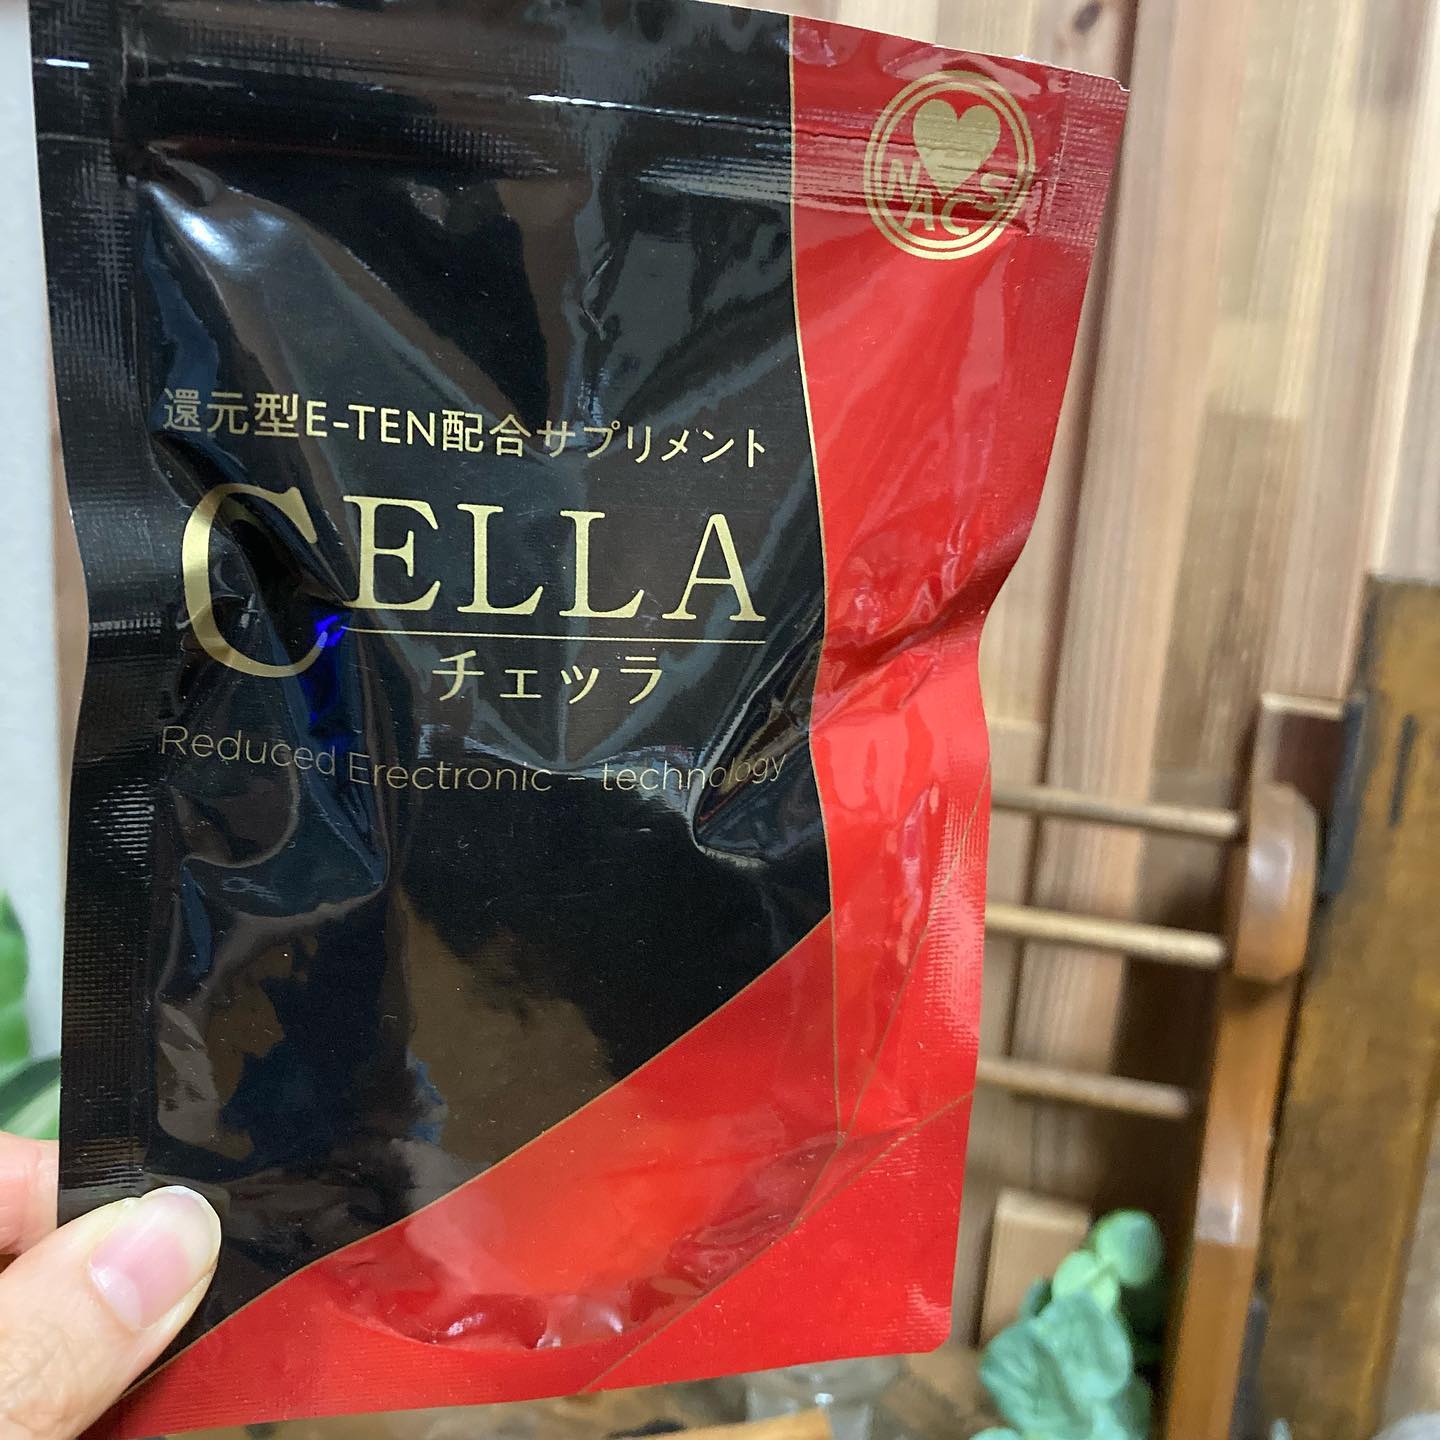 NACS
還元型E-TEN配合サプリメント
CELLA
チェッラ
Reduced Erectronic – technology